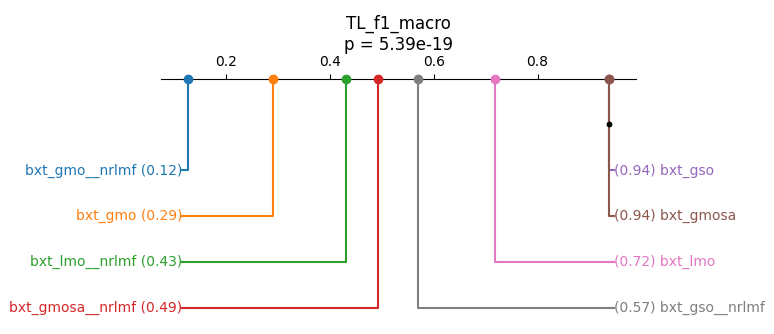 TL_f1_macro
p = 5.39e-19
0.2 0.4 0.6 0.8
bxt_gmo__nrlmf (0.12) (0.94) bxt_gso
bxt_gmo (0.29) (0.94) bxt_gmosa
bxt_lmo__nrlmf (0.43) (0.72) bxt_lmo
bxt_gmosa__nrlmf (0.49) (0.57) bxt_gso__nrlmf